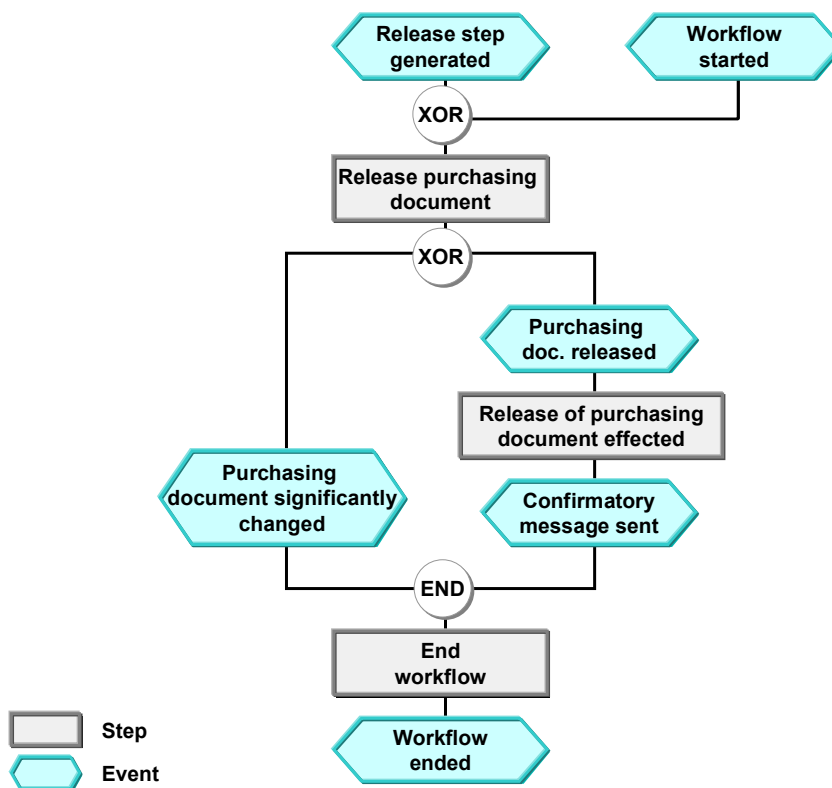 Release step
generated
Workflow
started
XOR
Release purchasing
document
XOR
Purchasing
doc. released
Release of purchasing
document effected
Purchasing
document significantly
changed
Confirmatory
message sent
END
End
workflow
Workflow
ended
Step
Event